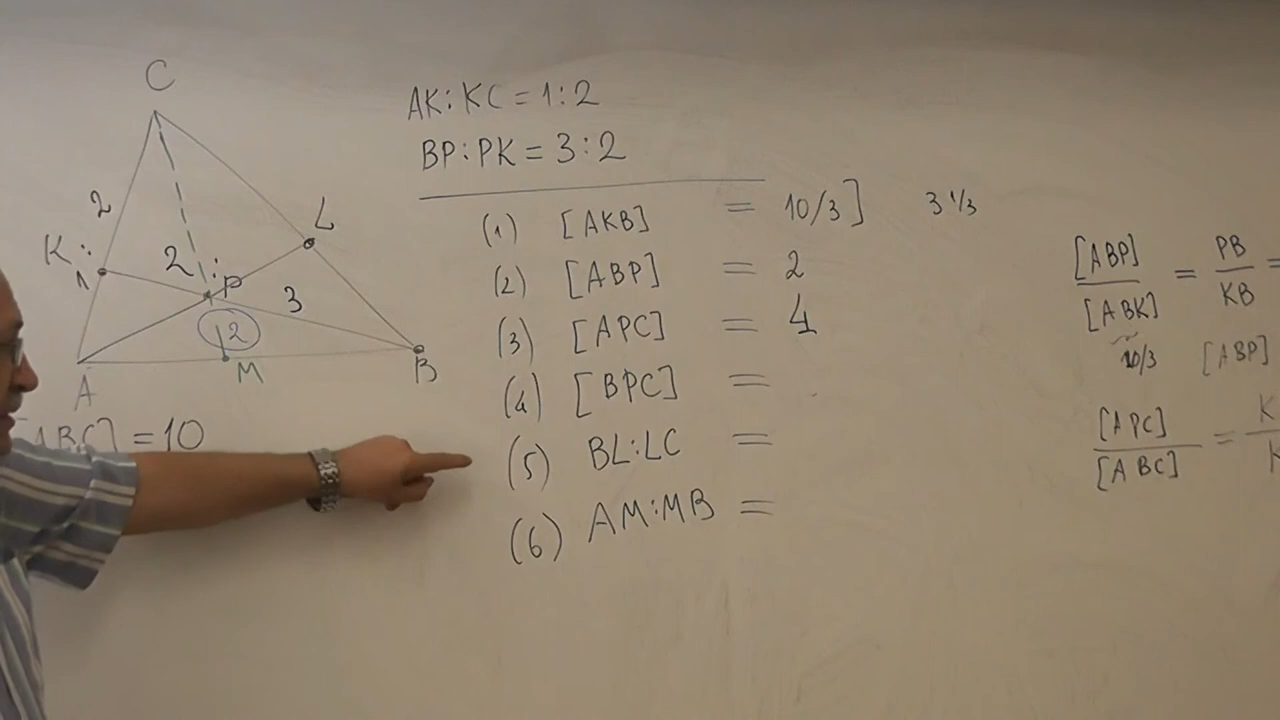 C
AK:KC = 1:2
BP:PK = 3:2
2
L
K
1
2
P
3
2
A
M
B
[ABC] = 10
(1) [AKB] = 10/3] 3 1/3
(2) [ABP] = 2
(3) [APC] = 4
(4) [BPC] =
(5) BL:LC =
(6) AM:MB =
[ABP] / [ABK] = PB / KB =
10/3 [ABP]
[APC] / [ABC] = K / K